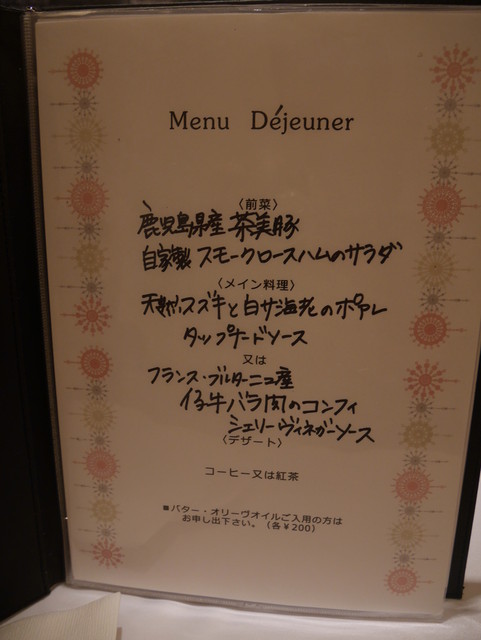 Menu Déjeuner
〈前菜〉
鹿児島県産 茶美豚
自家製 スモークロースハムのサラダ
〈メイン料理〉
天然スズキと白サ海老のポアレ
タップナードソース
又は
フランス・ブルターニュ産
仔牛バラ肉のコンフィ
シェリーヴィネガーソース
〈デザート〉
コーヒー又は紅茶
■バター・オリーヴオイルご入用の方は
お申し出下さい。（各￥200）